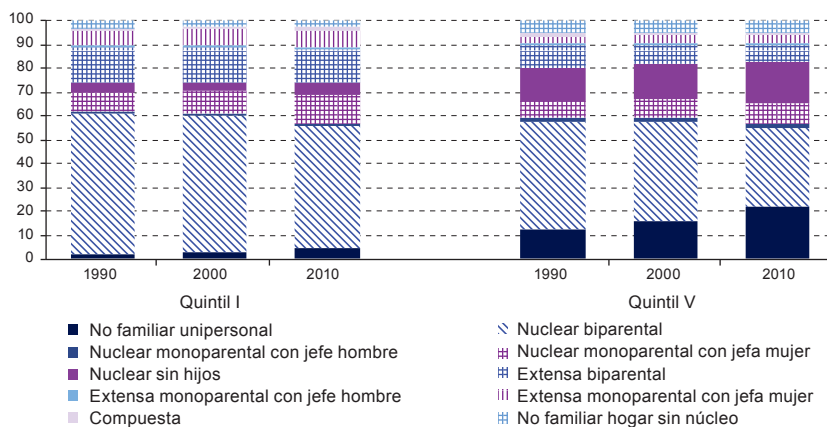 100
90
80
70
60
50
40
30
20
10
0
1990 2000 2010 1990 2000 2010
Quintil I Quintil V
No familiar unipersonal
Nuclear monoparental con jefe hombre
Nuclear sin hijos
Extensa monoparental con jefe hombre
Compuesta
Nuclear biparental
Nuclear monoparental con jefa mujer
Extensa biparental
Extensa monoparental con jefa mujer
No familiar hogar sin núcleo